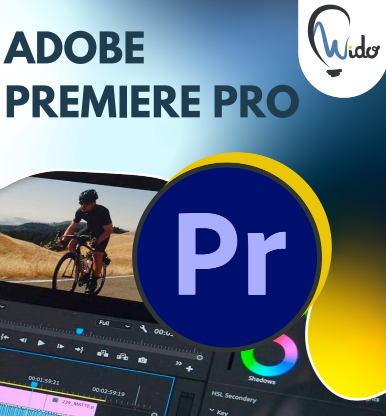 ADOBE
Wido
PREMIERE PRO
Pr
Full
00:01:59:21
00:02:59:19
Shadows
HSL Secondary
Key